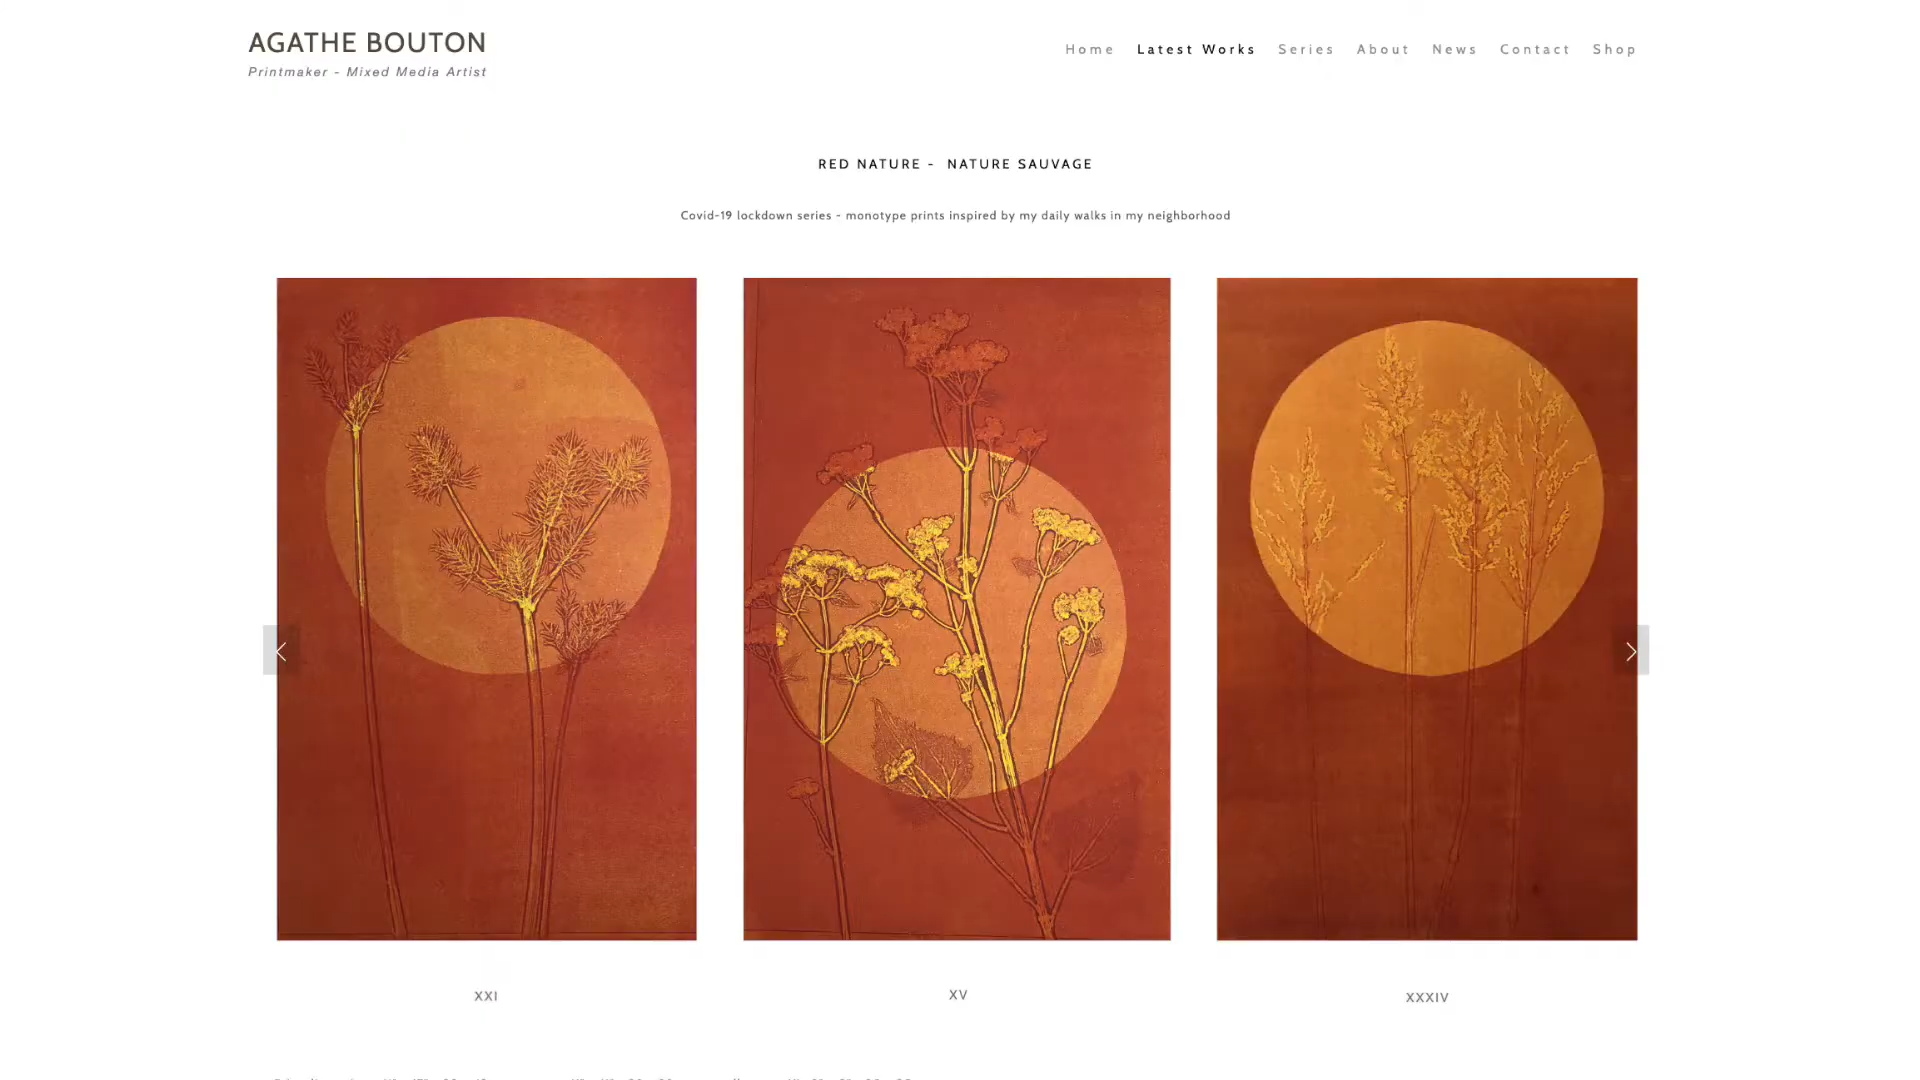 AGATHE BOUTON
Printmaker - Mixed Media Artist
Home Latest Works Series About News Contact Shop
RED NATURE - NATURE SAUVAGE
Covid-19 lockdown series - monotype prints inspired by my daily walks in my neighborhood
XXI XV XXXIV